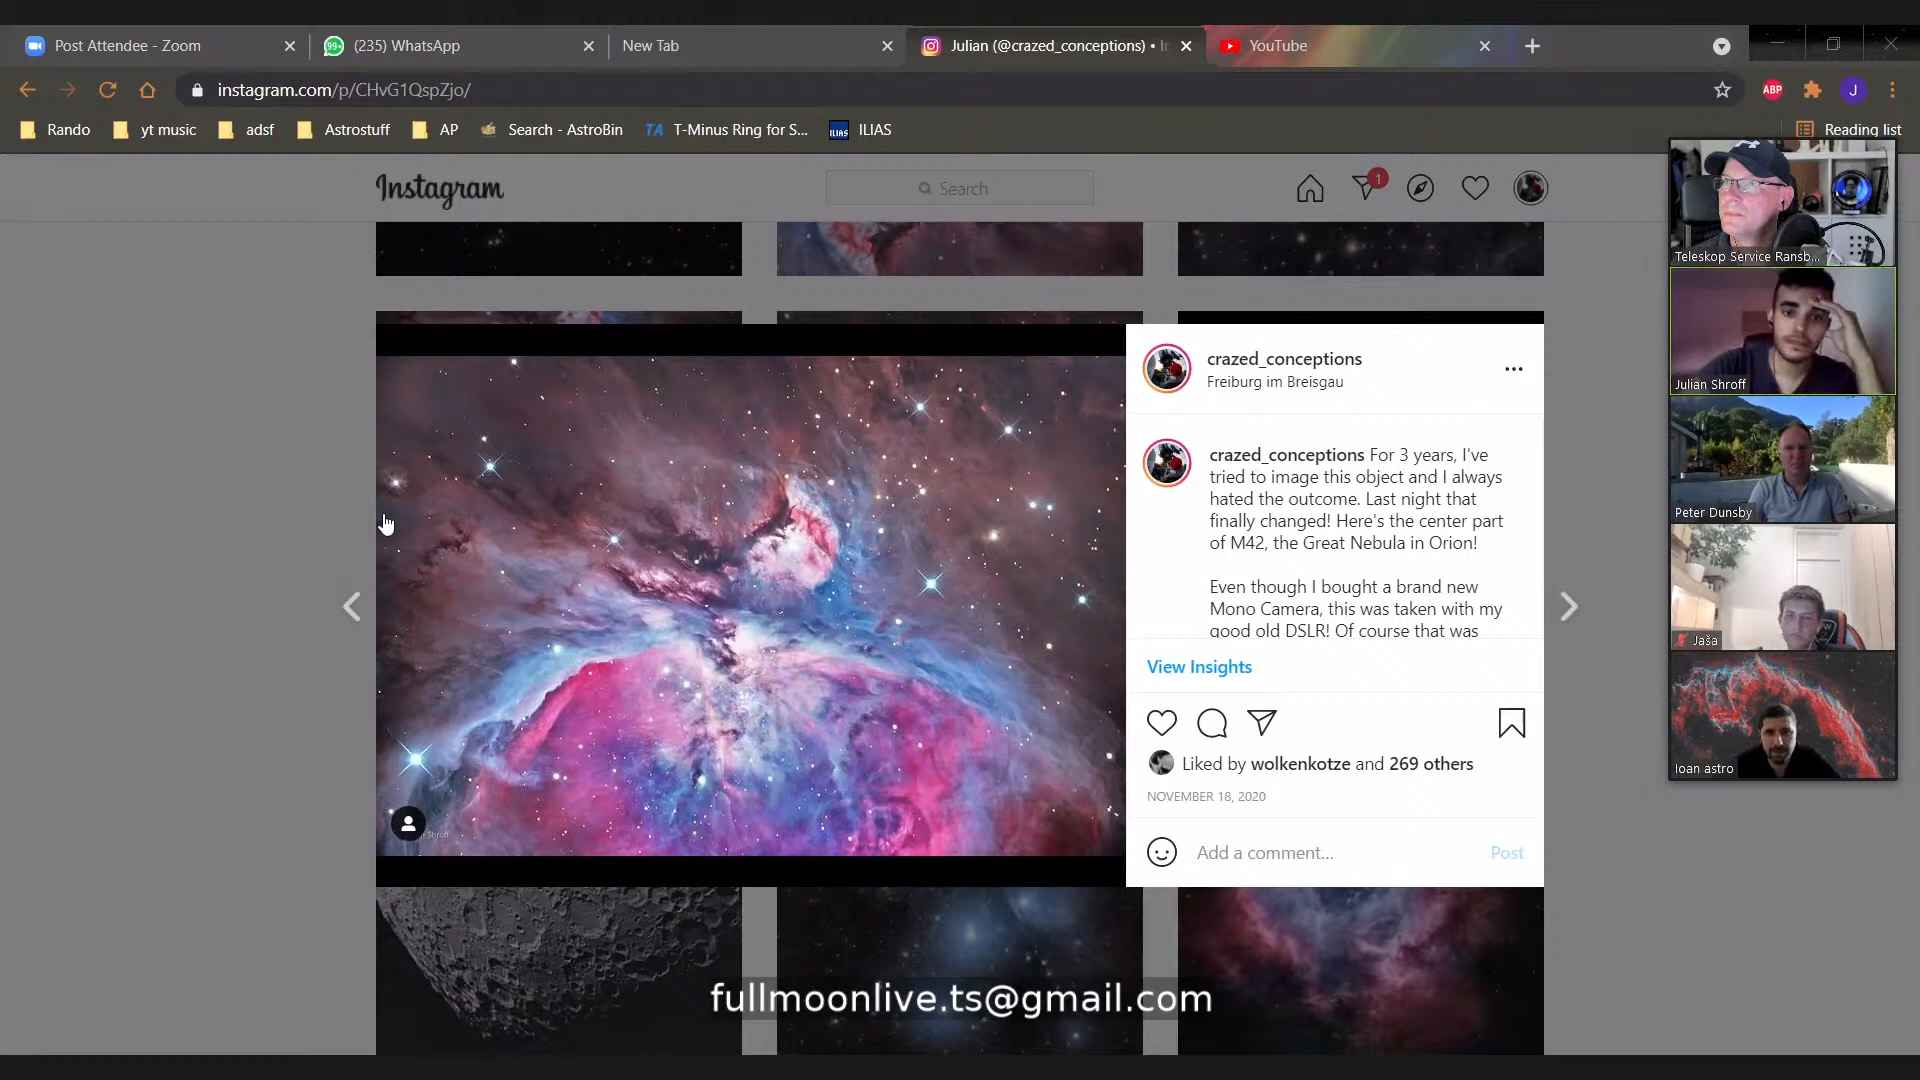 Post Attendee - Zoom
(235) WhatsApp
New Tab
Julian (@crazed_conceptions) •
YouTube
instagram.com/p/CHvG1QspZjo/
ABP
J
Rando
yt music
adsf
Astrostuff
AP
Search - AstroBin
TA
T-Minus Ring for S...
ILIAS
ILIAS
Reading list
Instagram
Search
1
Teleskop Service Ransb...
Julian Shroff
Peter Dunsby
Jaša
Ioan astro
crazed_conceptions
Freiburg im Breisgau
crazed_conceptions For 3 years, I've
tried to image this object and I always
hated the outcome. Last night that
finally changed! Here's the center part
of M42, the Great Nebula in Orion!
Even though I bought a brand new
Mono Camera, this was taken with my
good old DSLR! Of course that was
View Insights
Liked by wolkenkotze and 269 others
NOVEMBER 18, 2020
Add a comment...
Post
Shroff
fullmoonlive.ts@gmail.com